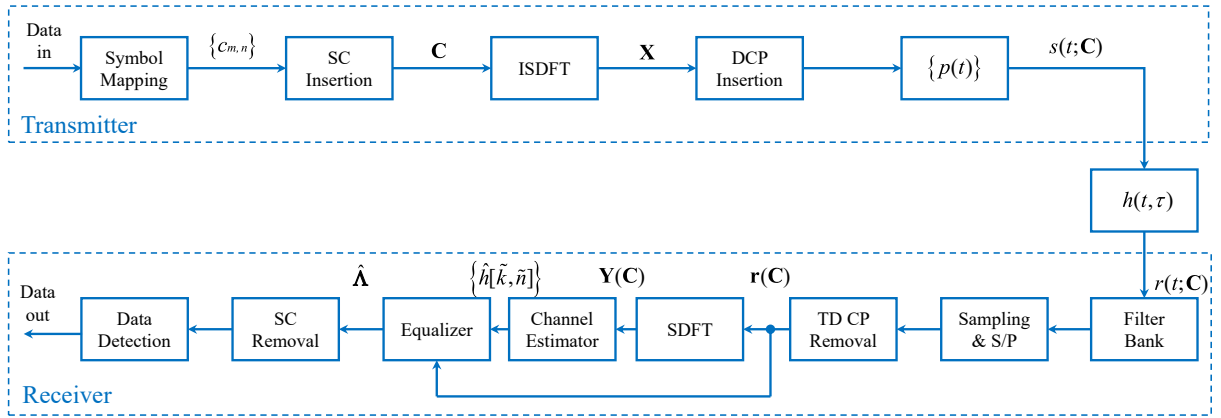 Data
in
Symbol
Mapping
{c_{m,n}}
SC
Insertion
C
ISDFT
X
DCP
Insertion
{p(t)}
s(t;C)
Transmitter
h(t,τ)
r(t;C)
Filter
Bank
Sampling
& S/P
TD CP
Removal
r(C)
SDFT
Y(C)
Channel
Estimator
{ĥ[k̃,ñ]}
Equalizer
Λ̂
SC
Removal
Data
Detection
Data
out
Receiver